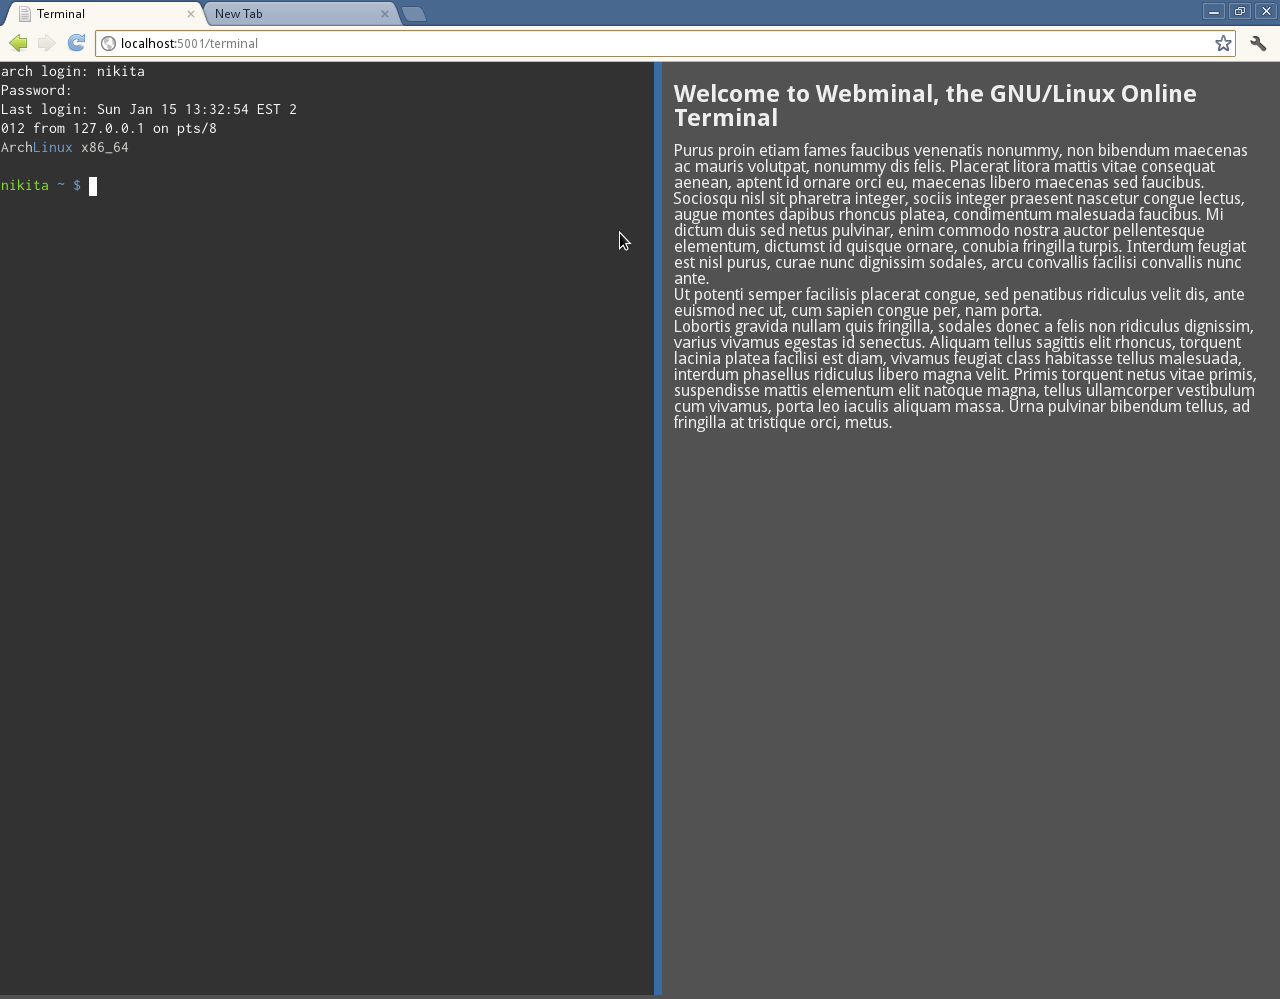 Terminal
New Tab
localhost:5001/terminal
arch login: nikita
Password:
Last login: Sun Jan 15 13:32:54 EST 2
012 from 127.0.0.1 on pts/8
ArchLinux x86_64
nikita ~ $
Welcome to Webminal, the GNU/Linux Online
Terminal
Purus proin etiam fames faucibus venenatis nonummy, non bibendum maecenas
ac mauris volutpat, nonummy dis felis. Placerat litora mattis vitae consequat
aenean, aptent id ornare orci eu, maecenas libero maecenas sed faucibus.
Sociosqu nisl sit pharetra integer, sociis integer praesent nascetur congue lectus,
augue montes dapibus rhoncus platea, condimentum malesuada faucibus. Mi
dictum duis sed netus pulvinar, enim commodo nostra auctor pellentesque
elementum, dictumst id quisque ornare, conubia fringilla turpis. Interdum feugiat
est nisl purus, curae nunc dignissim sodales, arcu convallis facilisi convallis nunc
ante.
Ut potenti semper facilisis placerat congue, sed penatibus ridiculus velit dis, ante
euismod nec ut, cum sapien congue per, nam porta.
Lobortis gravida nullam quis fringilla, sodales donec a felis non ridiculus dignissim,
varius vivamus egestas id senectus. Aliquam tellus sagittis elit rhoncus, torquent
lacinia platea facilisi est diam, vivamus feugiat class habitasse tellus malesuada,
interdum phasellus ridiculus libero magna velit. Primis torquent netus vitae primis,
suspendisse mattis elementum elit natoque magna, tellus ullamcorper vestibulum
cum vivamus, porta leo iaculis aliquam massa. Urna pulvinar bibendum tellus, ad
fringilla at tristique orci, metus.